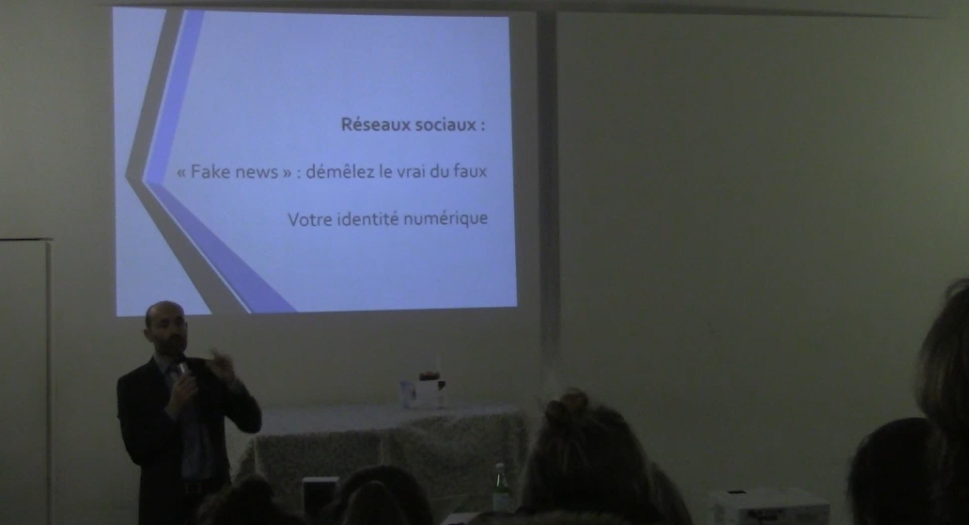 Réseaux sociaux :
« Fake news » : démêlez le vrai du faux
Votre identité numérique